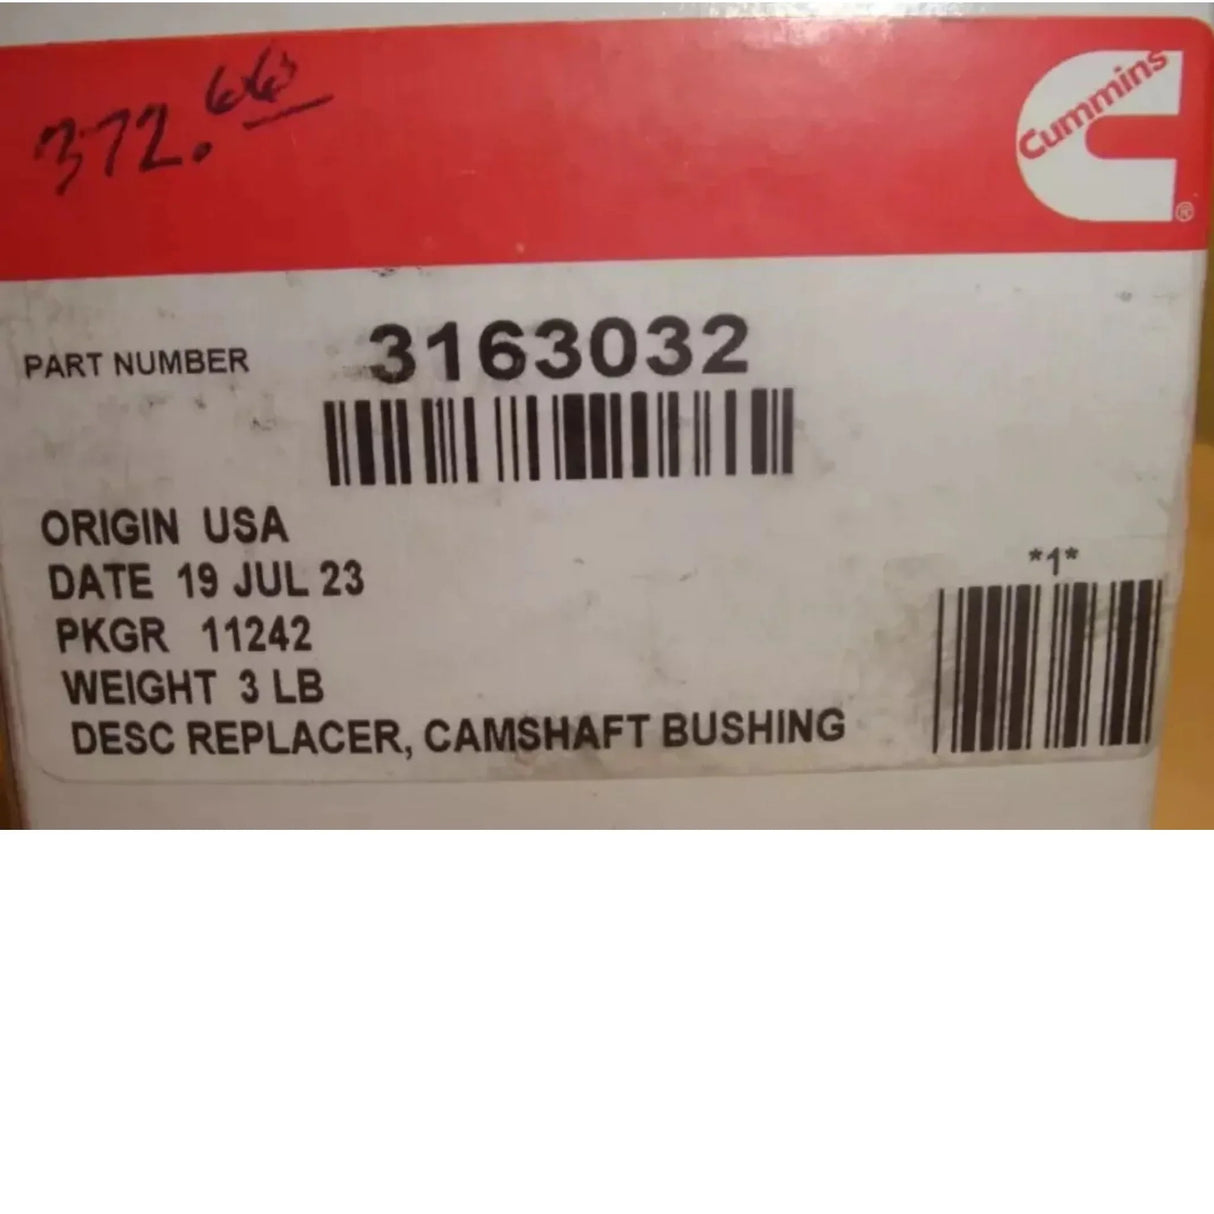 372.66
Cummins
®
PART NUMBER 3163032
ORIGIN USA
DATE 19 JUL 23
PKGR 11242
WEIGHT 3 LB
DESC REPLACER, CAMSHAFT BUSHING
*1*